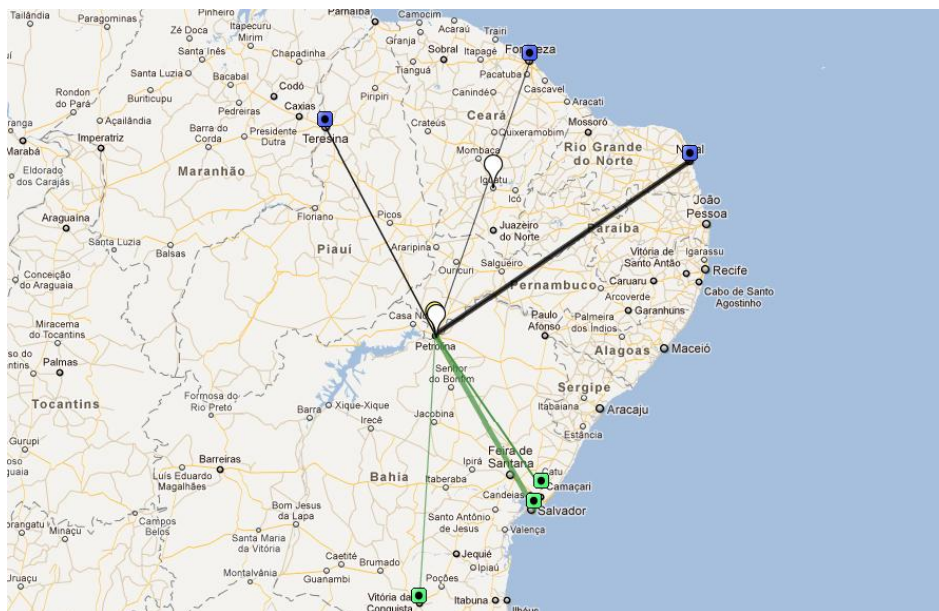 Tailândia
Paragominas
Pinheiro
Parnaíba
Camocim
Acaraú
Trairi
Zé Doca
Itapecuru
Mirim
Granja
Sobral
Itapagé
Fortaleza
Santa Inês
Chapadinha
Tianguá
Pacatuba
Santa Luzia
Bacabal
Codó
Piripiri
Canindé
Cascavel
Rondon
do Pará
Buriticupu
Pedreiras
Caxias
Ceará
Aracati
Açailândia
Barra do
Corda
Presidente
Dutra
Teresina
Crateús
Quixeramobim
Mossoró
Marabá
Imperatriz
Mombaça
Rio Grande
do Norte
Natal
Eldorado
dos Carajás
Maranhão
Iguatu
Icó
Araguaína
Floriano
Picos
João
Pessoa
Santa Luzia
Balsas
Piauí
Araripina
Juazeiro
do Norte
Paraíba
Ouricuri
Salgueiro
Vitória de
Santo Antão
Igarassu
Recife
Conceição
do Araguaia
Pernambuco
Caruaru
Cabo de Santo
Agostinho
Arcoverde
Garanhuns
Miracema
do Tocantins
Casa No
Petrolina
Paulo
Afonso
Palmeira
dos Índios
Alagoas
Maceió
Palmas
Senhor
do Bonfim
Tocantins
Formosa do
Rio Preto
Barra
Xique-Xique
Irecê
Jacobina
Sergipe
Itabaiana
Aracaju
Estância
Gurupi
Barreiras
Bahia
Ipirá
Feira de
Santana
Catu
Luís Eduardo
Magalhães
Itaberaba
Candeias
Camaçari
Salvador
Bom Jesus
da Lapa
Santo Antônio
de Jesus
Valença
Minaçu
Campos
Belos
Santa Maria
da Vitória
Jequié
Ipiaú
Caetité
Brumado
Guanambi
Uruaçu
Montalvânia
Poções
Vitória da
Conquista
Itabuna
Ilhéus